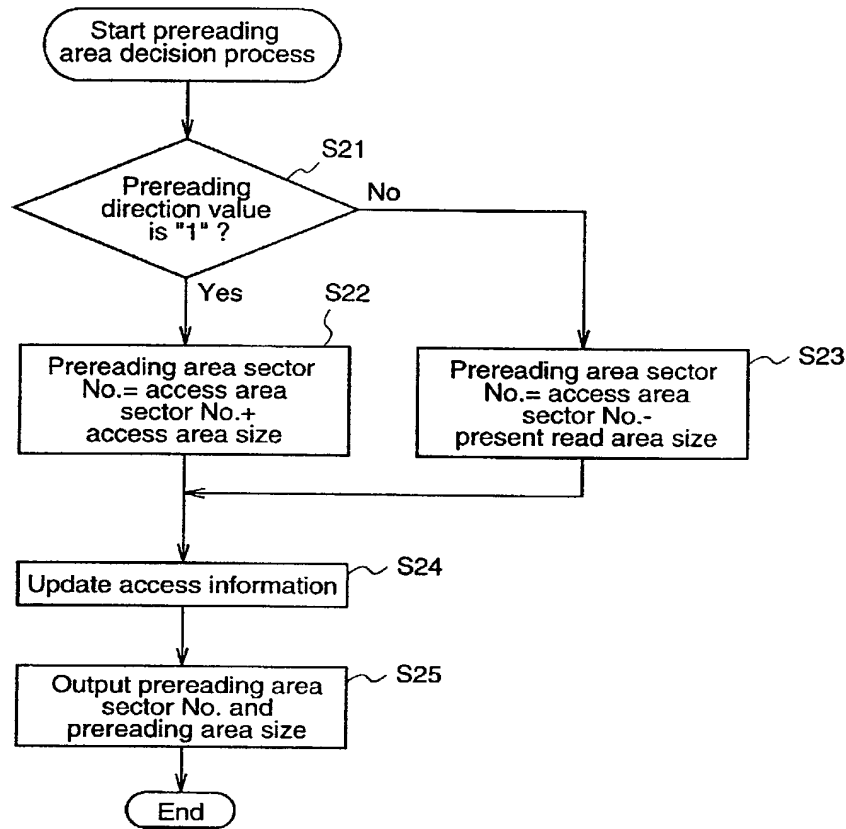 Start prereading
area decision process
S21
Prereading
direction value
is "1" ?
No
Yes
S22
Prereading area sector
No.= access area
sector No.+
access area size
S23
Prereading area sector
No.= access area
sector No.-
present read area size
Update access information
S24
Output prereading area
sector No. and
prereading area size
S25
End